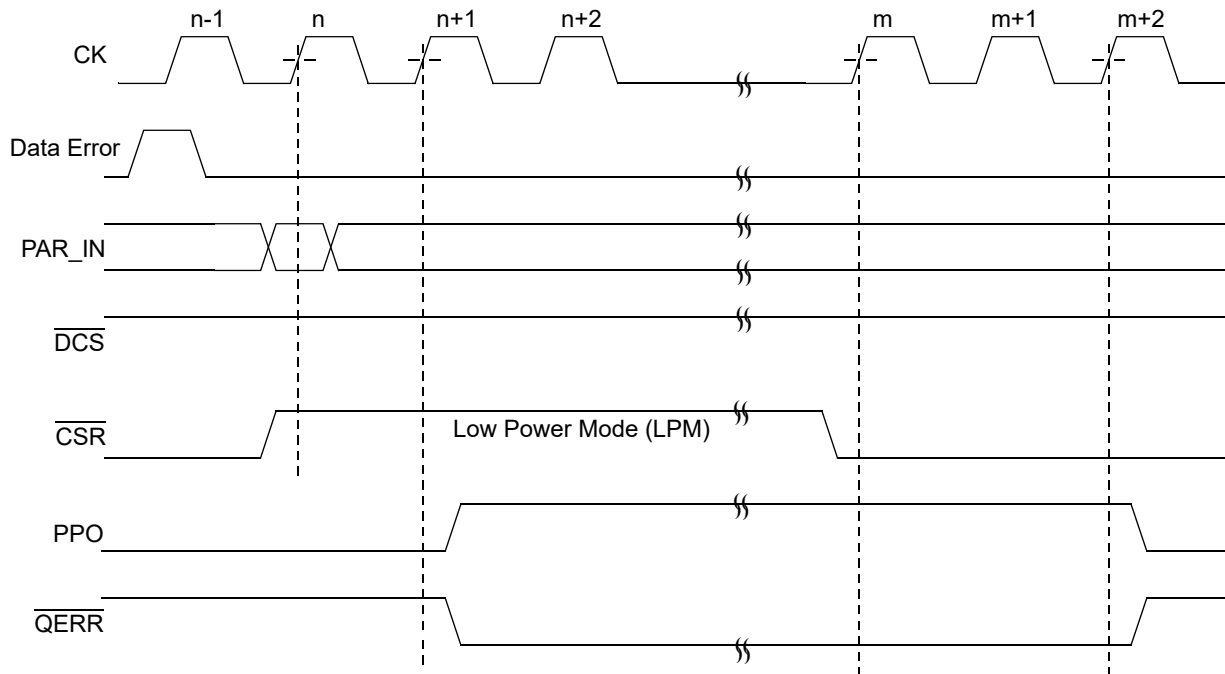 n-1 n n+1 n+2 m m+1 m+2
CK
Data Error
PAR_IN
DCS
CSR
Low Power Mode (LPM)
PPO
QERR